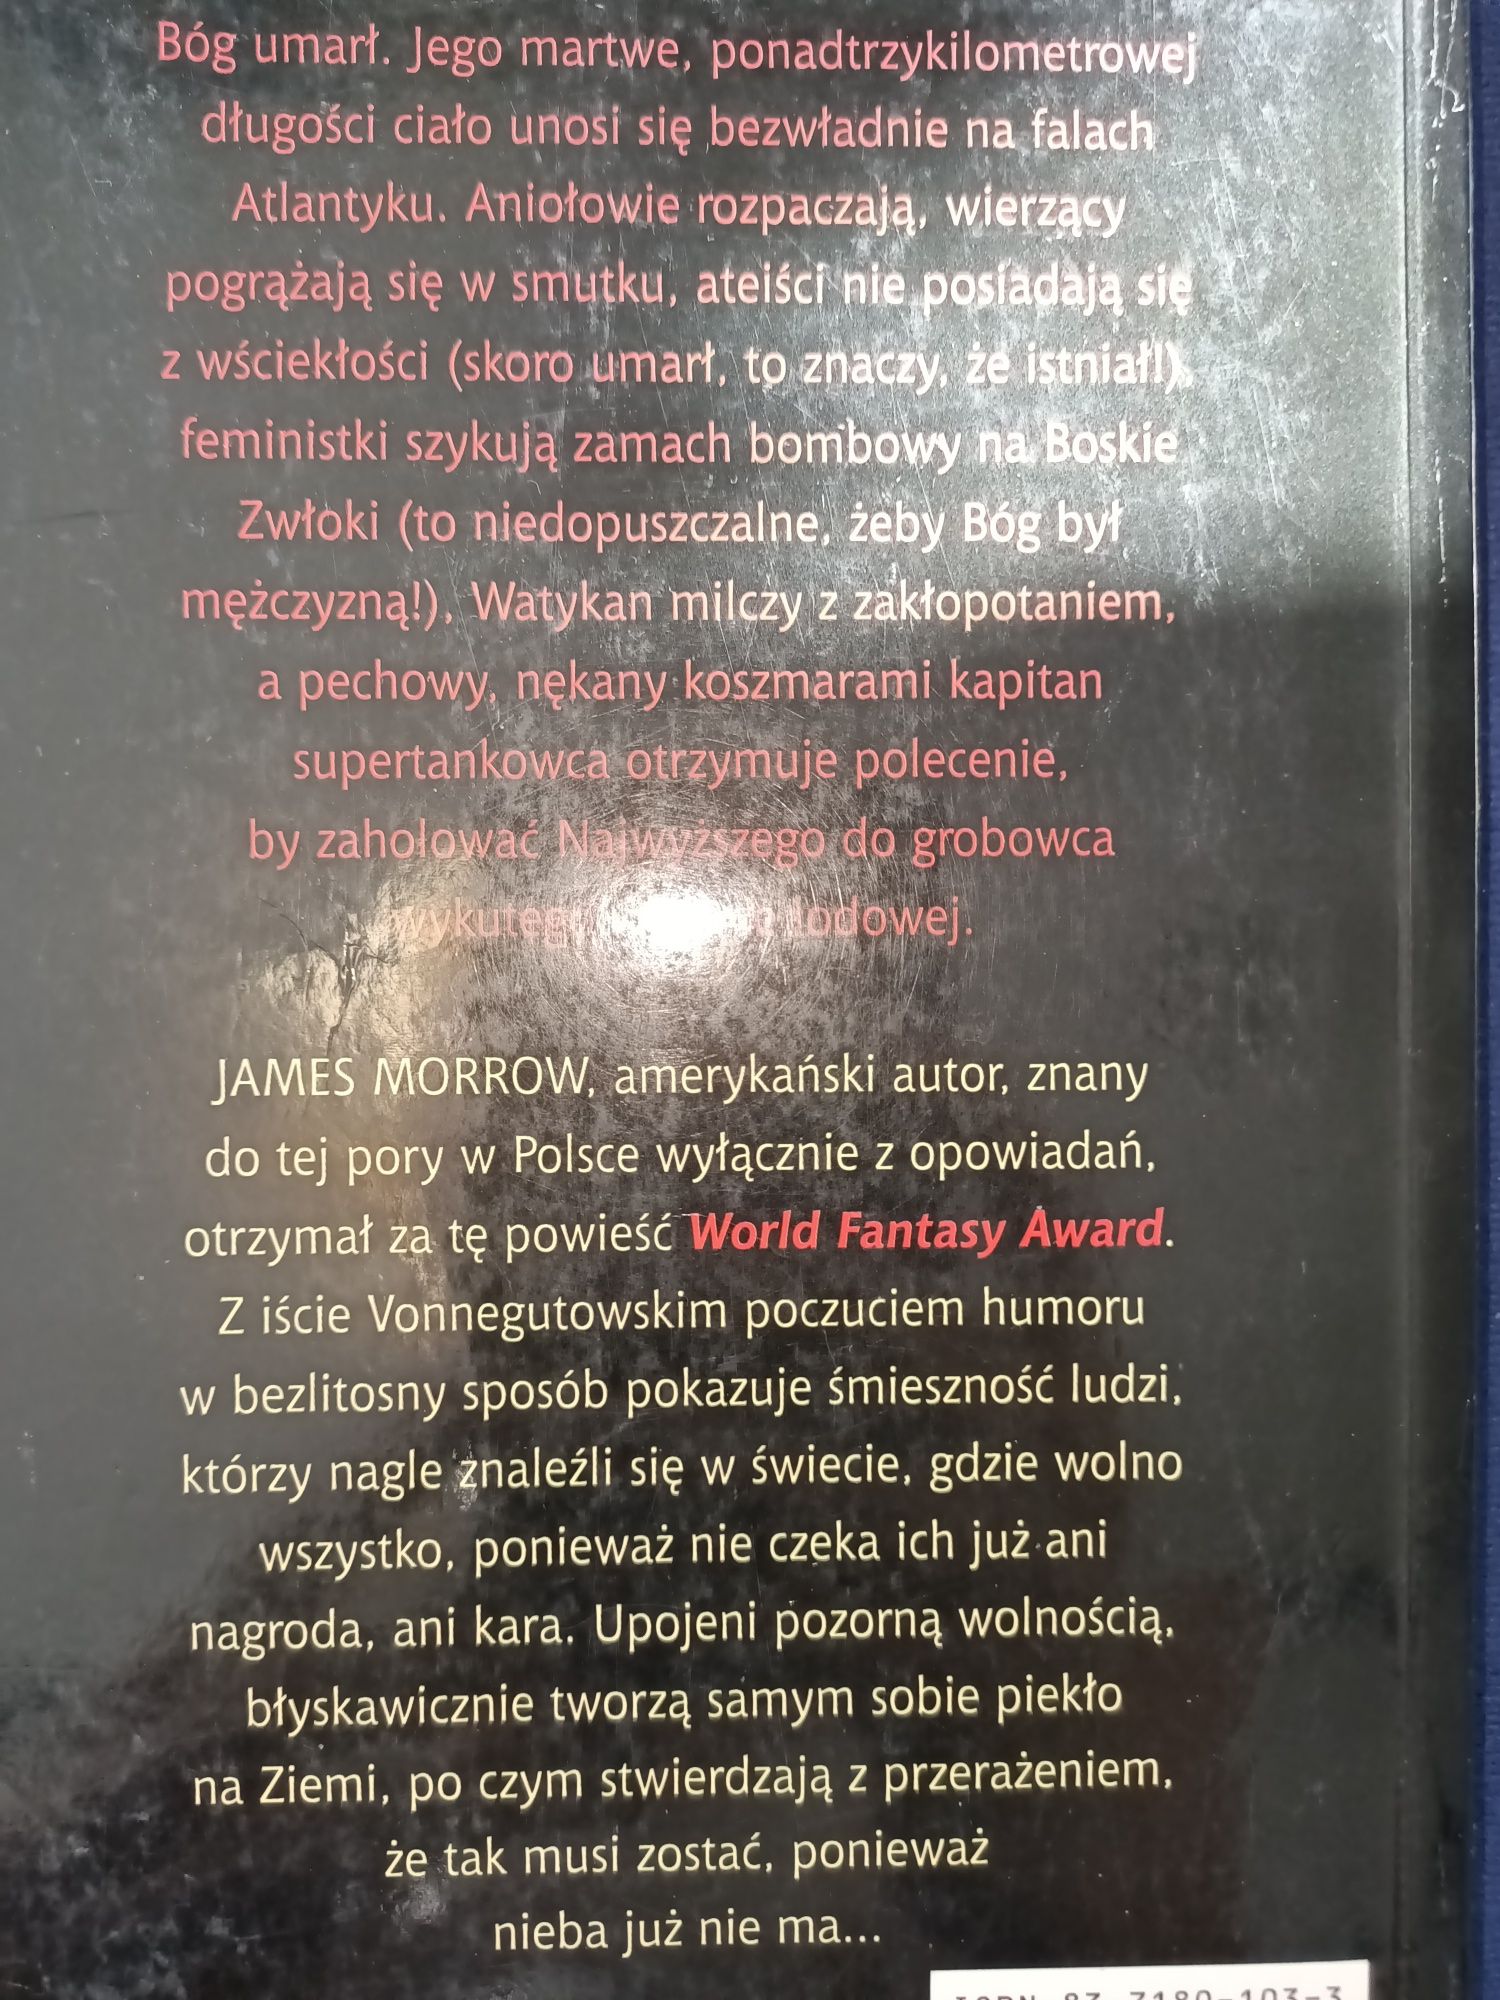 Bóg umarł. Jego martwe, ponadtrzykilometrowej
długości ciało unosi się bezwładnie na falach
Atlantyku. Aniołowie rozpaczają, wierzący
pogrążają się w smutku, ateiści nie posiadają się
z wściekłości (skoro umarł, to znaczy, że istniał!),
feministki szykują zamach bombowy na Boskie
Zwłoki (to niedopuszczalne, żeby Bóg był
mężczyzną!), Watykan milczy z zakłopotaniem,
a pechowy, nękany koszmarami kapitan
supertankowca otrzymuje polecenie,
by zaholować Najwyższego do grobowca
wykutego lodowej.
JAMES MORROW, amerykański autor, znany
do tej pory w Polsce wyłącznie z opowiadań,
otrzymał za tę powieść World Fantasy Award.
Z iście Vonnegutowskim poczuciem humoru
w bezlitosny sposób pokazuje śmieszność ludzi,
którzy nagle znaleźli się w świecie, gdzie wolno
wszystko, ponieważ nie czeka ich już ani
nagroda, ani kara. Upojeni pozorną wolnością,
błyskawicznie tworzą samym sobie piekło
na Ziemi, po czym stwierdzają z przerażeniem,
że tak musi zostać, ponieważ
nieba już nie ma...
ISBN 83-7180-103-3